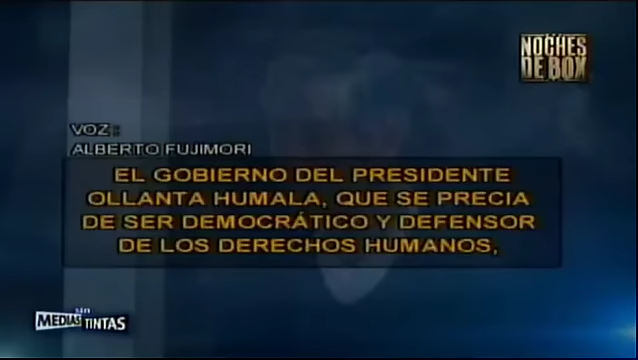 NOCHES
DE BOX
VOZ :
ALBERTO FUJIMORI
EL GOBIERNO DEL PRESIDENTE
OLLANTA HUMALA, QUE SE PRECIA
DE SER DEMOCRÁTICO Y DEFENSOR
DE LOS DERECHOS HUMANOS,
sin
MEDIAS TINTAS